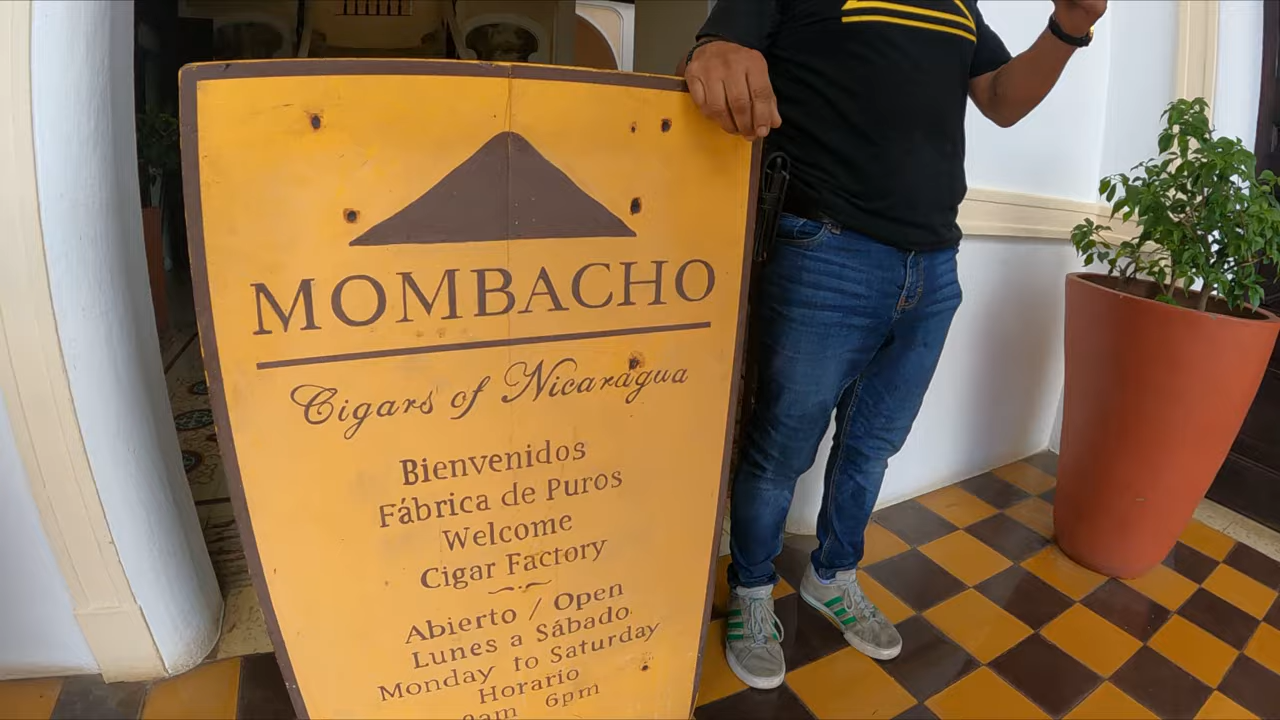 MOMBACHO
Cigars of Nicaragua
Bienvenidos
Fábrica de Puros
Welcome
Cigar Factory
Abierto / Open
Lunes a Sábado
Monday to Saturday
Horario
6pm